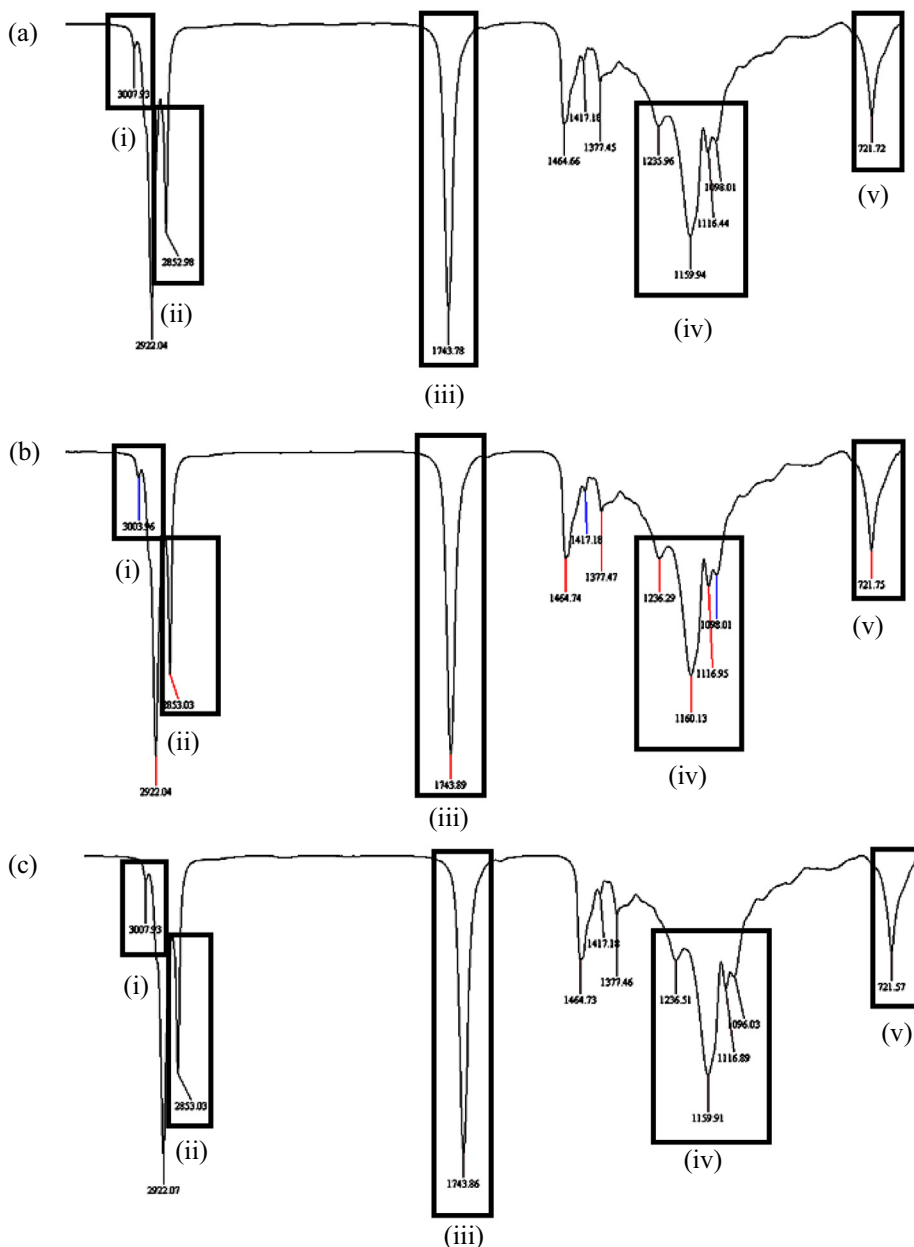 (a)
3007.93
(i)
2852.98
(ii)
2922.04
1743.78
(iii)
1464.66
1417.18
1377.45
1235.96
1098.01
1116.44
1159.94
(iv)
721.72
(v)
(b)
3003.96
(i)
2853.03
(ii)
2922.04
1743.89
(iii)
1464.74
1417.18
1377.47
1236.29
1098.01
1116.95
1160.13
(iv)
721.75
(v)
(c)
3007.93
(i)
2853.03
(ii)
2922.07
1743.86
(iii)
1464.73
1417.18
1377.46
1236.51
1096.03
1116.89
1159.91
(iv)
721.57
(v)